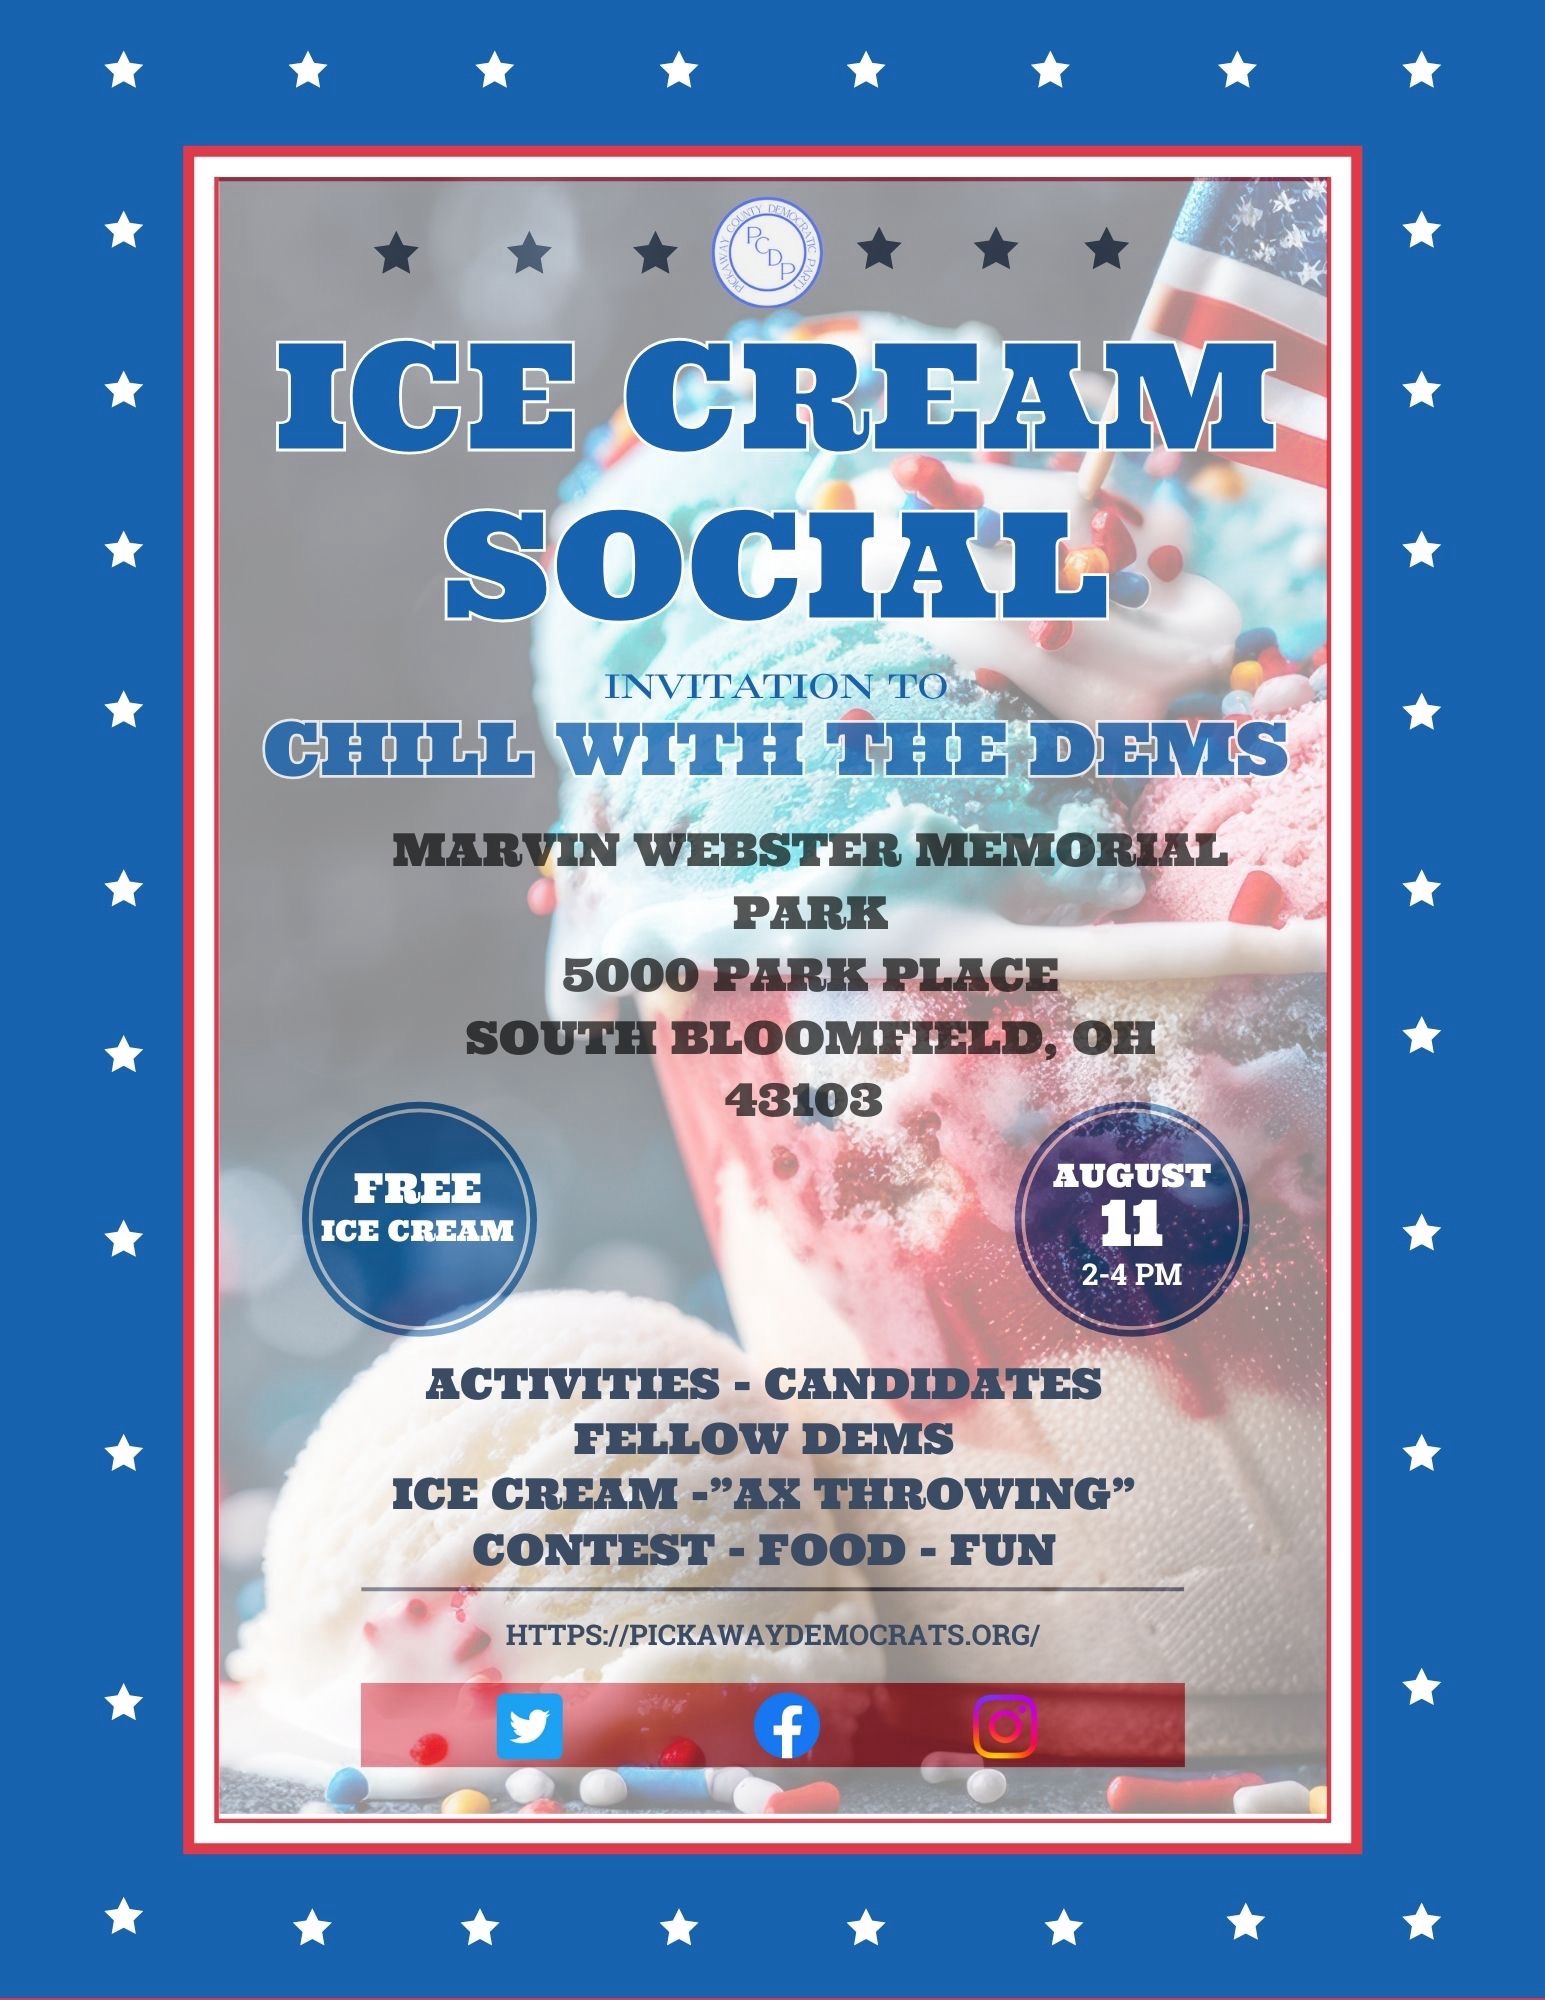 PICKAWAY COUNTY DEMOCRATIC PARTY
PCDP
ICE CREAM
SOCIAL
INVITATION TO
CHILL WITH THE DEMS
MARVIN WEBSTER MEMORIAL
PARK
5000 PARK PLACE
SOUTH BLOOMFIELD, OH
43103
FREE
ICE CREAM
AUGUST
11
2-4 PM
ACTIVITIES - CANDIDATES
FELLOW DEMS
ICE CREAM -”AX THROWING”
CONTEST - FOOD - FUN
HTTPS://PICKAWAYDEMOCRATS.ORG/